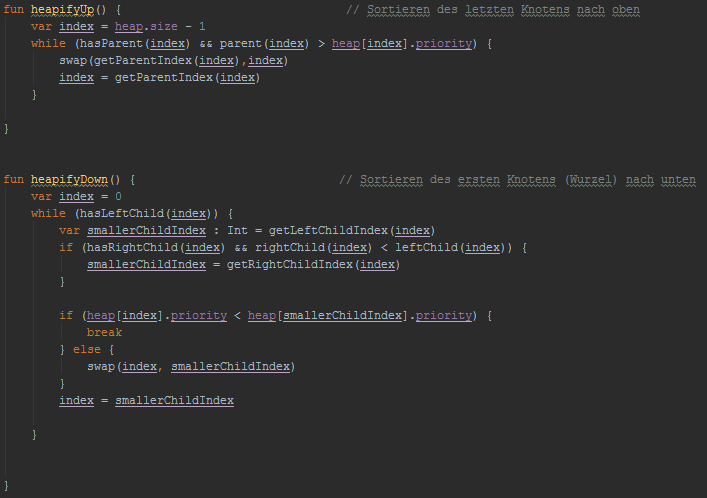 fun heapifyUp() { // Sortieren des letzten Knotens nach oben
    var index = heap.size - 1
    while (hasParent(index) && parent(index) > heap[index].priority) {
        swap(getParentIndex(index),index)
        index = getParentIndex(index)
    }
}
fun heapifyDown() { // Sortieren des ersten Knotens (Wurzel) nach unten
    var index = 0
    while (hasLeftChild(index)) {
        var smallerChildIndex : Int = getLeftChildIndex(index)
        if (hasRightChild(index) && rightChild(index) < leftChild(index)) {
            smallerChildIndex = getRightChildIndex(index)
        }
        if (heap[index].priority < heap[smallerChildIndex].priority) {
            break
        } else {
            swap(index, smallerChildIndex)
        }
        index = smallerChildIndex
    }
}